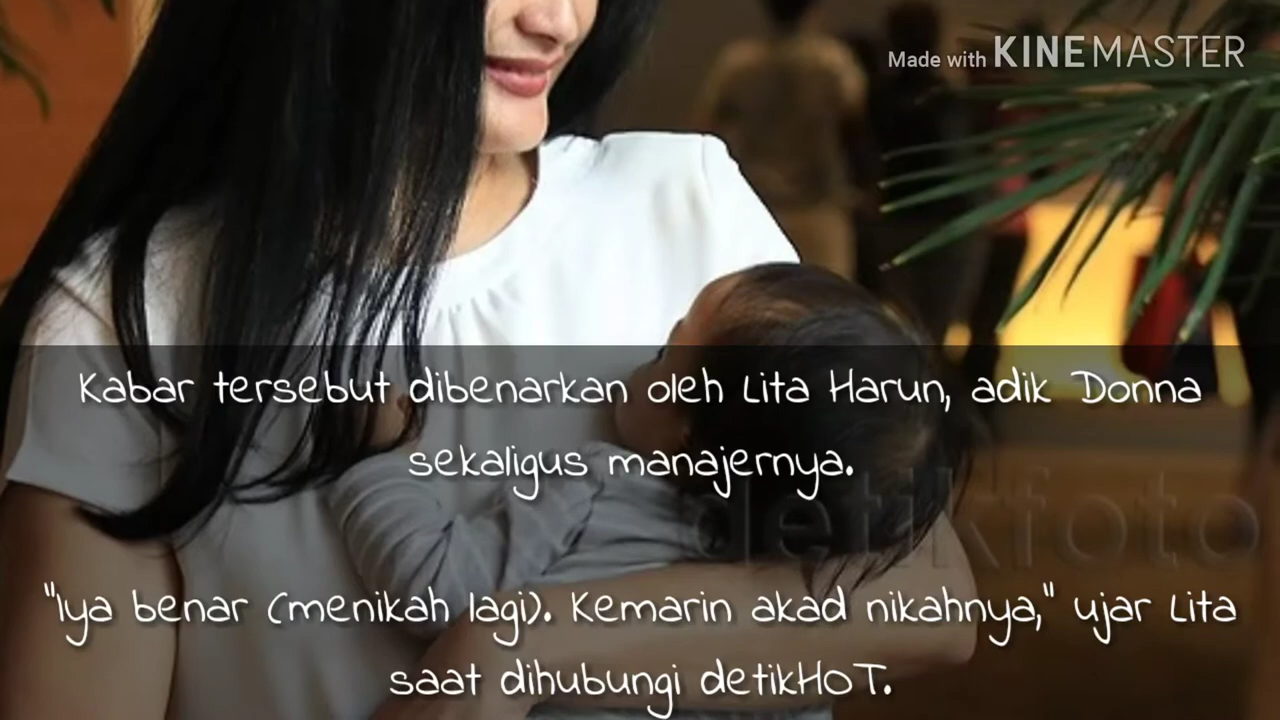 Made with KINEMASTER
Kabar tersebut dibenarkan oleh Lita Harun, adik Donna
sekaligus manajernya.
detikfoto
"Iya benar (menikah lagi). Kemarin akad nikahnya," ujar Lita
saat dihubungi detikHOT.